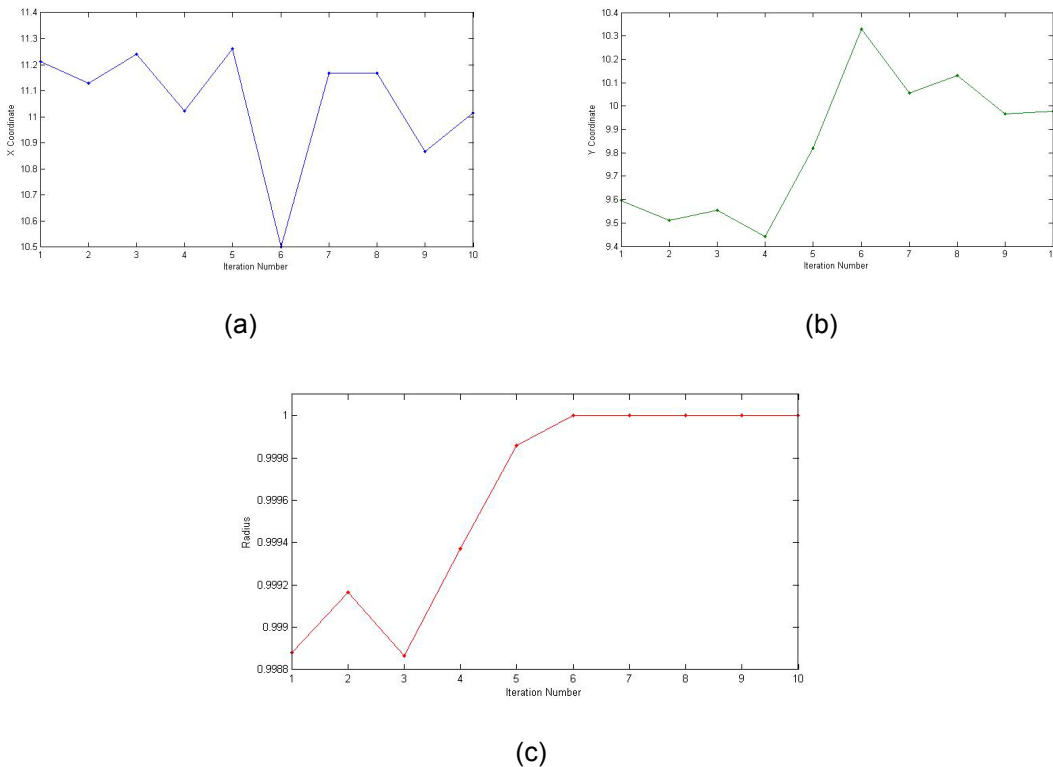 11.4
11.3
11.2
11.1
11
10.9
10.8
10.7
10.6
10.5
X Coordinate
1 2 3 4 5 6 7 8 9 10
Iteration Number
(a)
10.4
10.3
10.2
10.1
10
9.9
9.8
9.7
9.6
9.5
9.4
Y Coordinate
1 2 3 4 5 6 7 8 9 1
Iteration Number
(b)
1
0.9998
0.9996
0.9994
0.9992
0.999
0.9988
Radius
1 2 3 4 5 6 7 8 9 10
Iteration Number
(c)